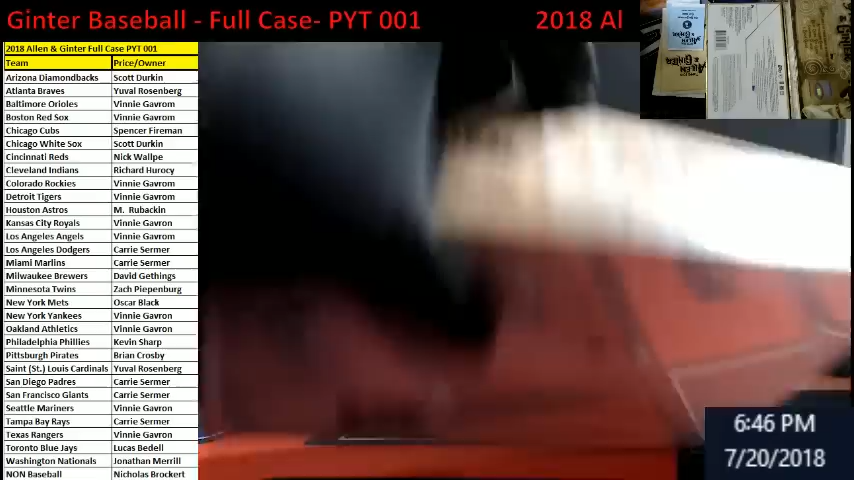 Ginter Baseball - Full Case- PYT 001 2018 Al
2018 Allen & Ginter Full Case PYT 001
Team Price/Owner
Arizona Diamondbacks Scott Durkin
Atlanta Braves Yuval Rosenberg
Baltimore Orioles Vinnie Gavrom
Boston Red Sox Vinnie Gavrom
Chicago Cubs Spencer Fireman
Chicago White Sox Scott Durkin
Cincinnati Reds Nick Wallpe
Cleveland Indians Richard Hurocy
Colorado Rockies Vinnie Gavrom
Detroit Tigers Vinnie Gavrom
Houston Astros M. Rubackin
Kansas City Royals Vinnie Gavron
Los Angeles Angels Vinnie Gavrom
Los Angeles Dodgers Carrie Sermer
Miami Marlins Carrie Sermer
Milwaukee Brewers David Gethings
Minnesota Twins Zach Piepenburg
New York Mets Oscar Black
New York Yankees Vinnie Gavron
Oakland Athletics Vinnie Gavron
Philadelphia Phillies Kevin Sharp
Pittsburgh Pirates Brian Crosby
Saint (St.) Louis Cardinals Yuval Rosenberg
San Diego Padres Carrie Sermer
San Francisco Giants Carrie Sermer
Seattle Mariners Vinnie Gavron
Tampa Bay Rays Carrie Sermer
Texas Rangers Vinnie Gavron
Toronto Blue Jays Lucas Bedell
Washington Nationals Jonathan Merrill
NON Baseball Nicholas Brockert
6:46 PM
7/20/2018